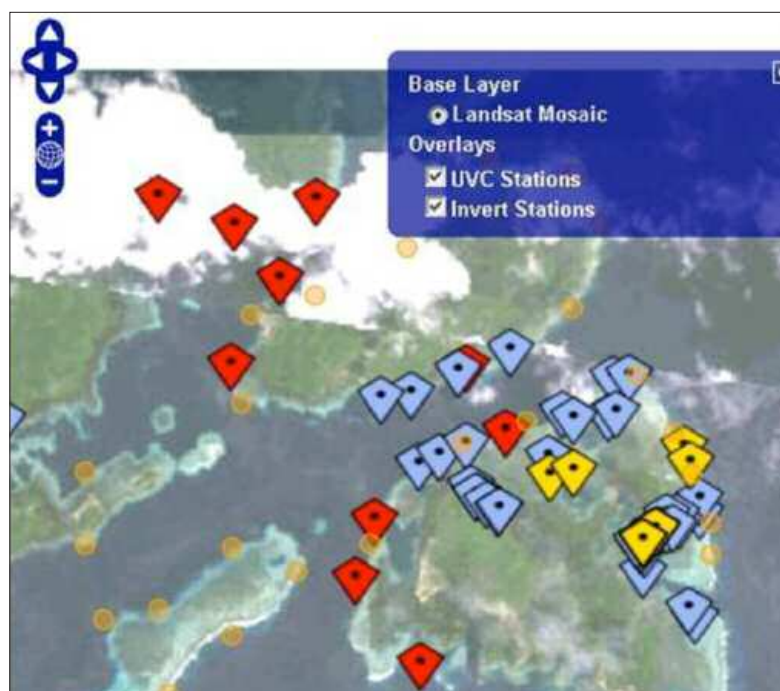 Base Layer
Landsat Mosaic
Overlays
UVC Stations
Invert Stations